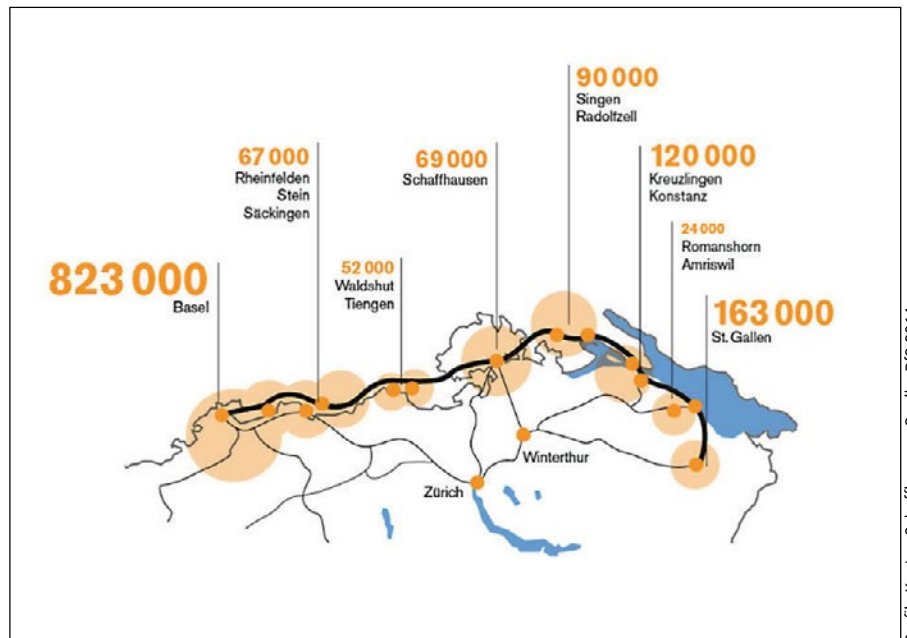 90 000
Singen
Radolfzell
67 000
Rheinfelden
Stein
Säckingen
69 000
Schaffhausen
120 000
Kreuzlingen
Konstanz
24 000
Romanshorn
Amriswil
823 000
Basel
52 000
Waldshut
Tiengen
163 000
St. Gallen
Winterthur
Zürich